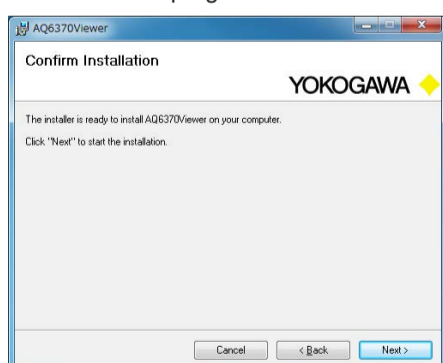 AQ6370Viewer
Confirm Installation
YOKOGAWA
The installer is ready to install AQ6370Viewer on your computer.
Click "Next" to start the installation.
Cancel
< Back
Next >